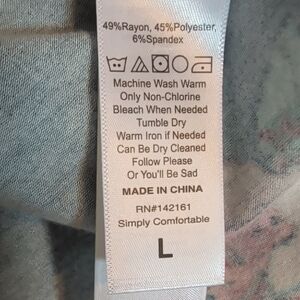 49%Rayon, 45%Polyester,
6%Spandex
Machine Wash Warm
Only Non-Chlorine
Bleach When Needed
Tumble Dry
Warm Iron if Needed
Can Be Dry Cleaned
Follow Please
Or You'll Be Sad
MADE IN CHINA
RN#142161
Simply Comfortable
L